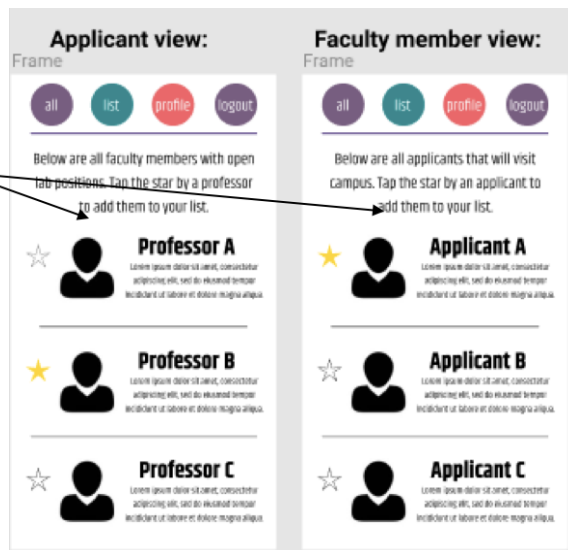 Applicant view:
Frame
all list profile logout
Below are all faculty members with open
lab positions. Tap the star by a professor
to add them to your list.
Professor A
Lorem ipsum dolor sit amet, consectetur
adipiscing elit, sed do eiusmod tempor
incididunt ut labore et dolore magna aliqua.
Professor B
Lorem ipsum dolor sit amet, consectetur
adipiscing elit, sed do eiusmod tempor
incididunt ut labore et dolore magna aliqua.
Professor C
Lorem ipsum dolor sit amet, consectetur
adipiscing elit, sed do eiusmod tempor
incididunt ut labore et dolore magna aliqua.
Faculty member view:
Frame
all list profile logout
Below are all applicants that will visit
campus. Tap the star by an applicant to
add them to your list.
Applicant A
Lorem ipsum dolor sit amet, consectetur
adipiscing elit, sed do eiusmod tempor
incididunt ut labore et dolore magna aliqua.
Applicant B
Lorem ipsum dolor sit amet, consectetur
adipiscing elit, sed do eiusmod tempor
incididunt ut labore et dolore magna aliqua.
Applicant C
Lorem ipsum dolor sit amet, consectetur
adipiscing elit, sed do eiusmod tempor
incididunt ut labore et dolore magna aliqua.